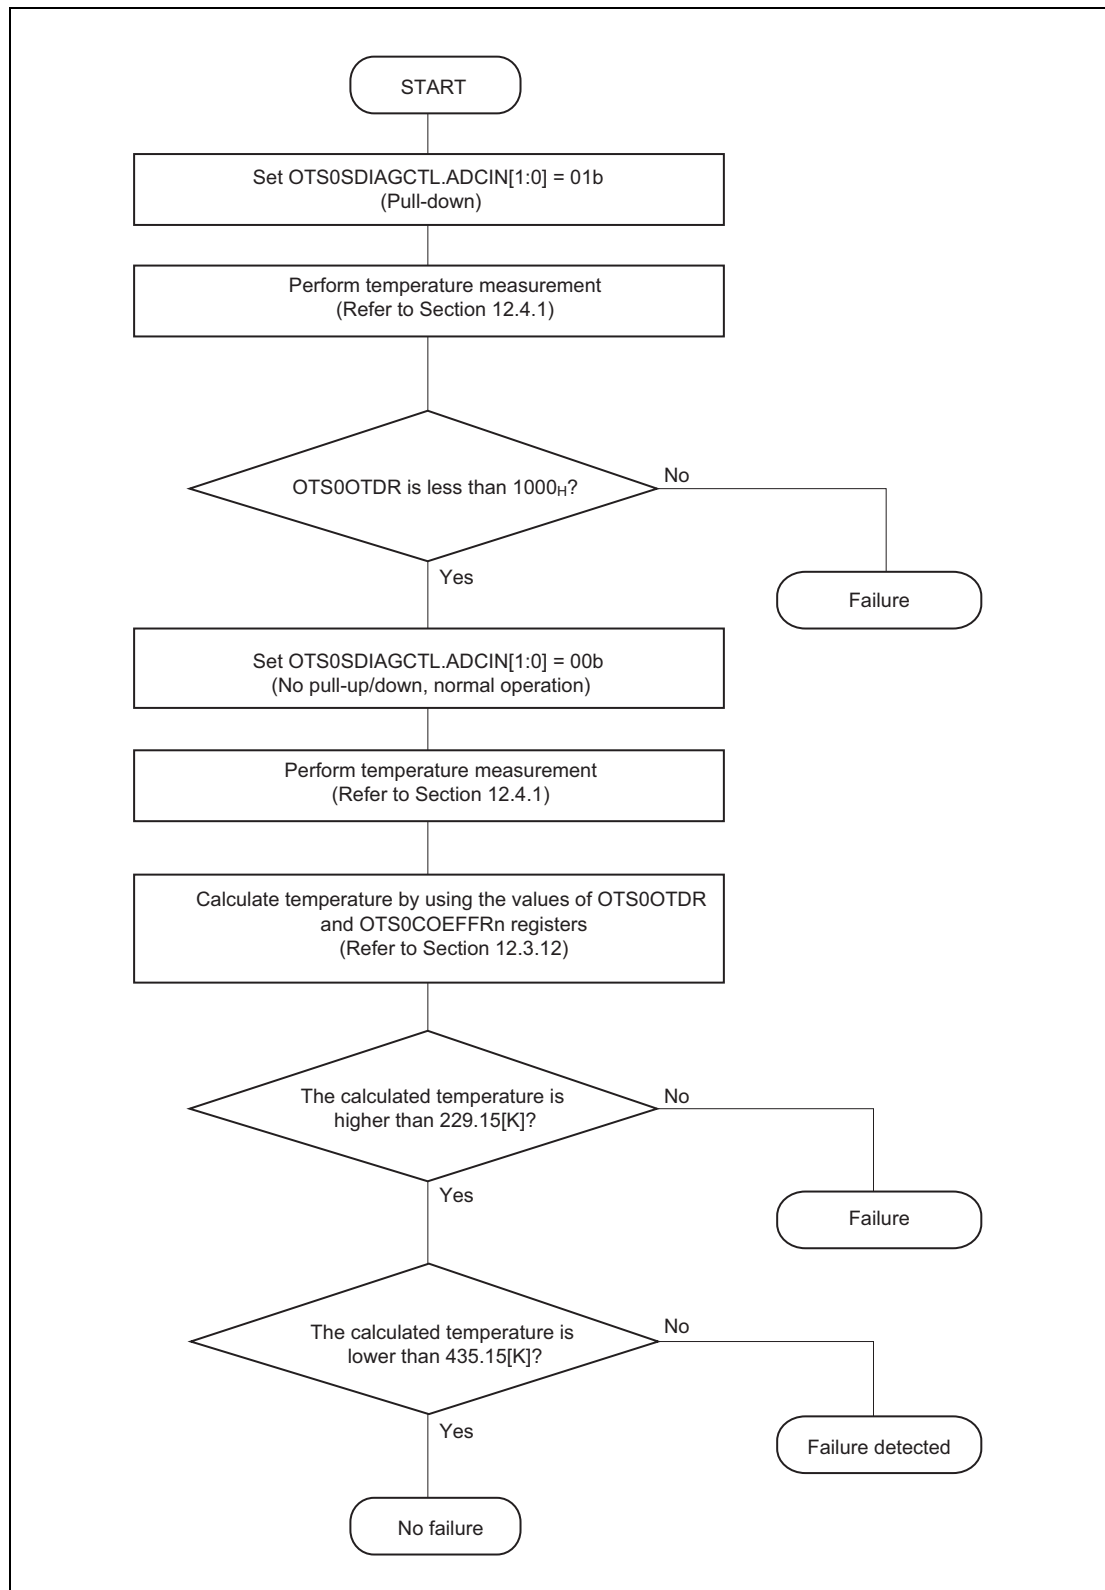 START
Set OTS0SDIAGCTL.ADCIN[1:0] = 01b
(Pull-down)
Perform temperature measurement
(Refer to Section 12.4.1)
OTS0OTDR is less than 1000H?
No
Yes
Failure
Set OTS0SDIAGCTL.ADCIN[1:0] = 00b
(No pull-up/down, normal operation)
Perform temperature measurement
(Refer to Section 12.4.1)
Calculate temperature by using the values of OTS0OTDR
and OTS0COEFFRn registers
(Refer to Section 12.3.12)
The calculated temperature is
higher than 229.15[K]?
No
Yes
Failure
The calculated temperature is
lower than 435.15[K]?
No
Yes
Failure detected
No failure